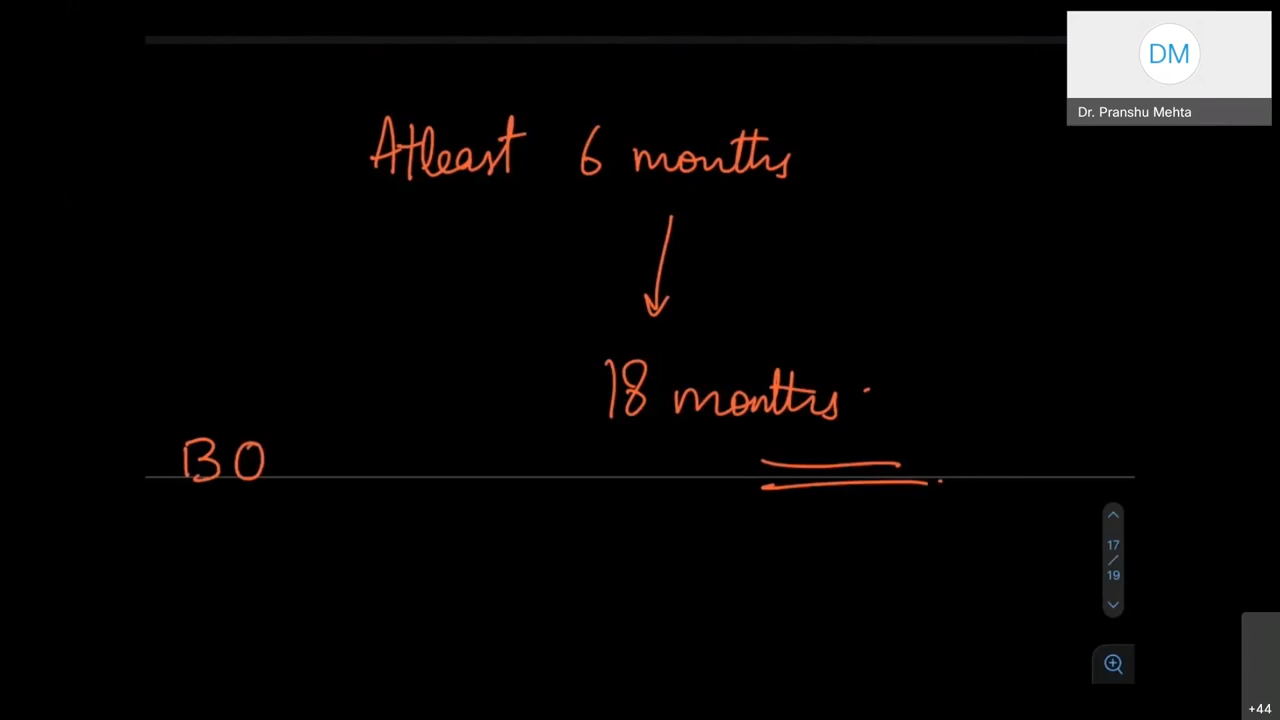 DM
Dr. Pranshu Mehta
Atleast 6 months
18 months
BO
17
/
19
+44